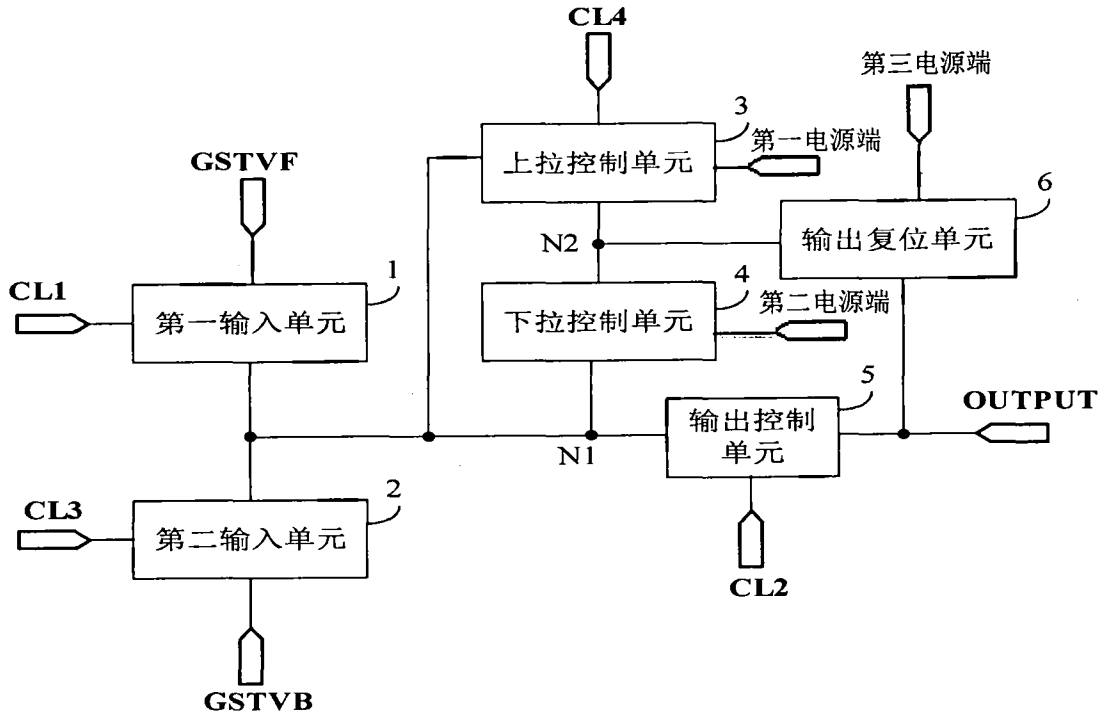 CL4
第三电源端
3
第一电源端
上拉控制单元
GSTVF
6
N2
输出复位单元
1
4
CL1
第二电源端
第一输入单元
下拉控制单元
5
OUTPUT
输出控制
单元
N1
2
CL3
第二输入单元
CL2
GSTVB